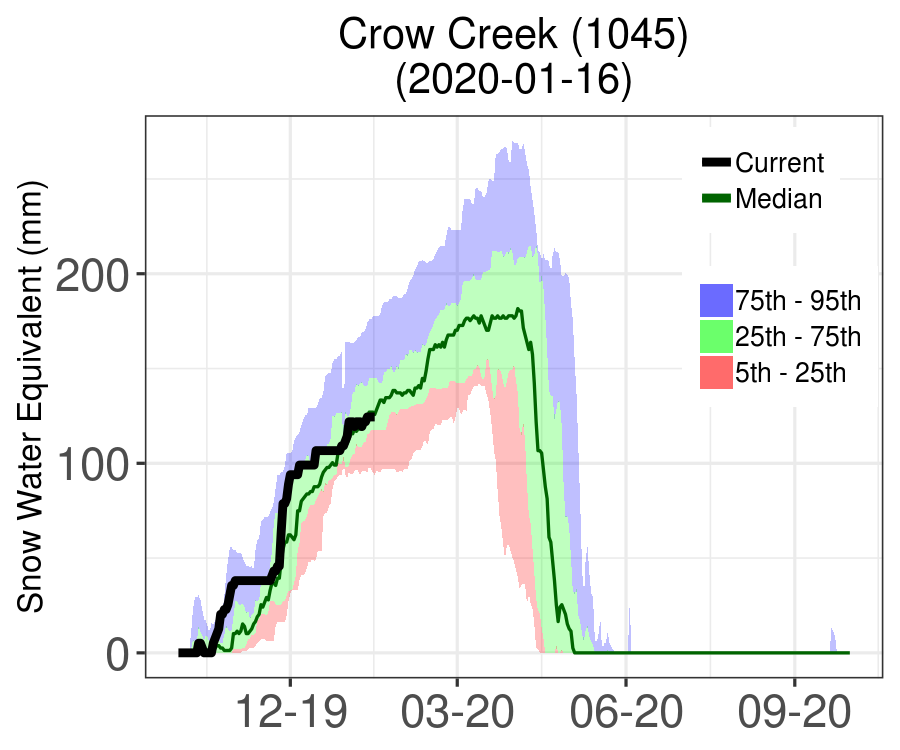 Crow Creek (1045)
(2020-01-16)
Snow Water Equivalent (mm)
200
100
0
12-19
03-20
06-20
09-20
Current
Median
75th - 95th
25th - 75th
5th - 25th